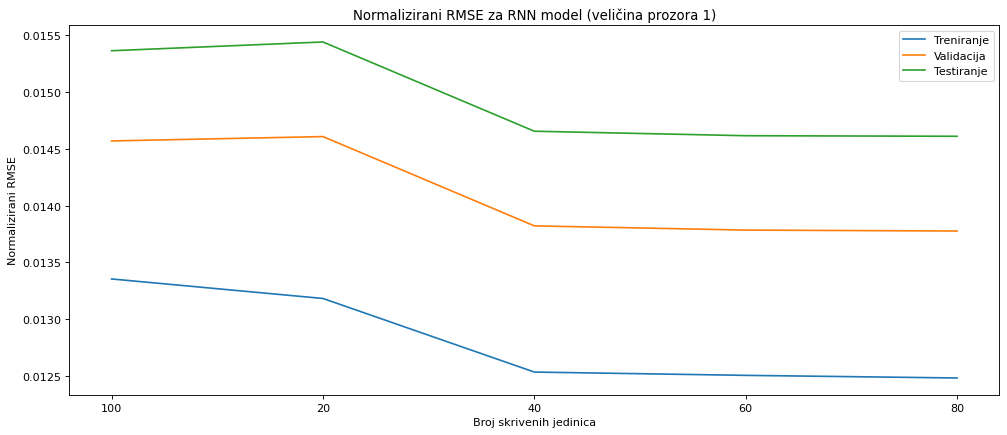 Normalizirani RMSE za RNN model (veličina prozora 1)
Treniranje
Validacija
Testiranje
Normalizirani RMSE
0.0155
0.0150
0.0145
0.0140
0.0135
0.0130
0.0125
100 20 40 60 80
Broj skrivenih jedinica